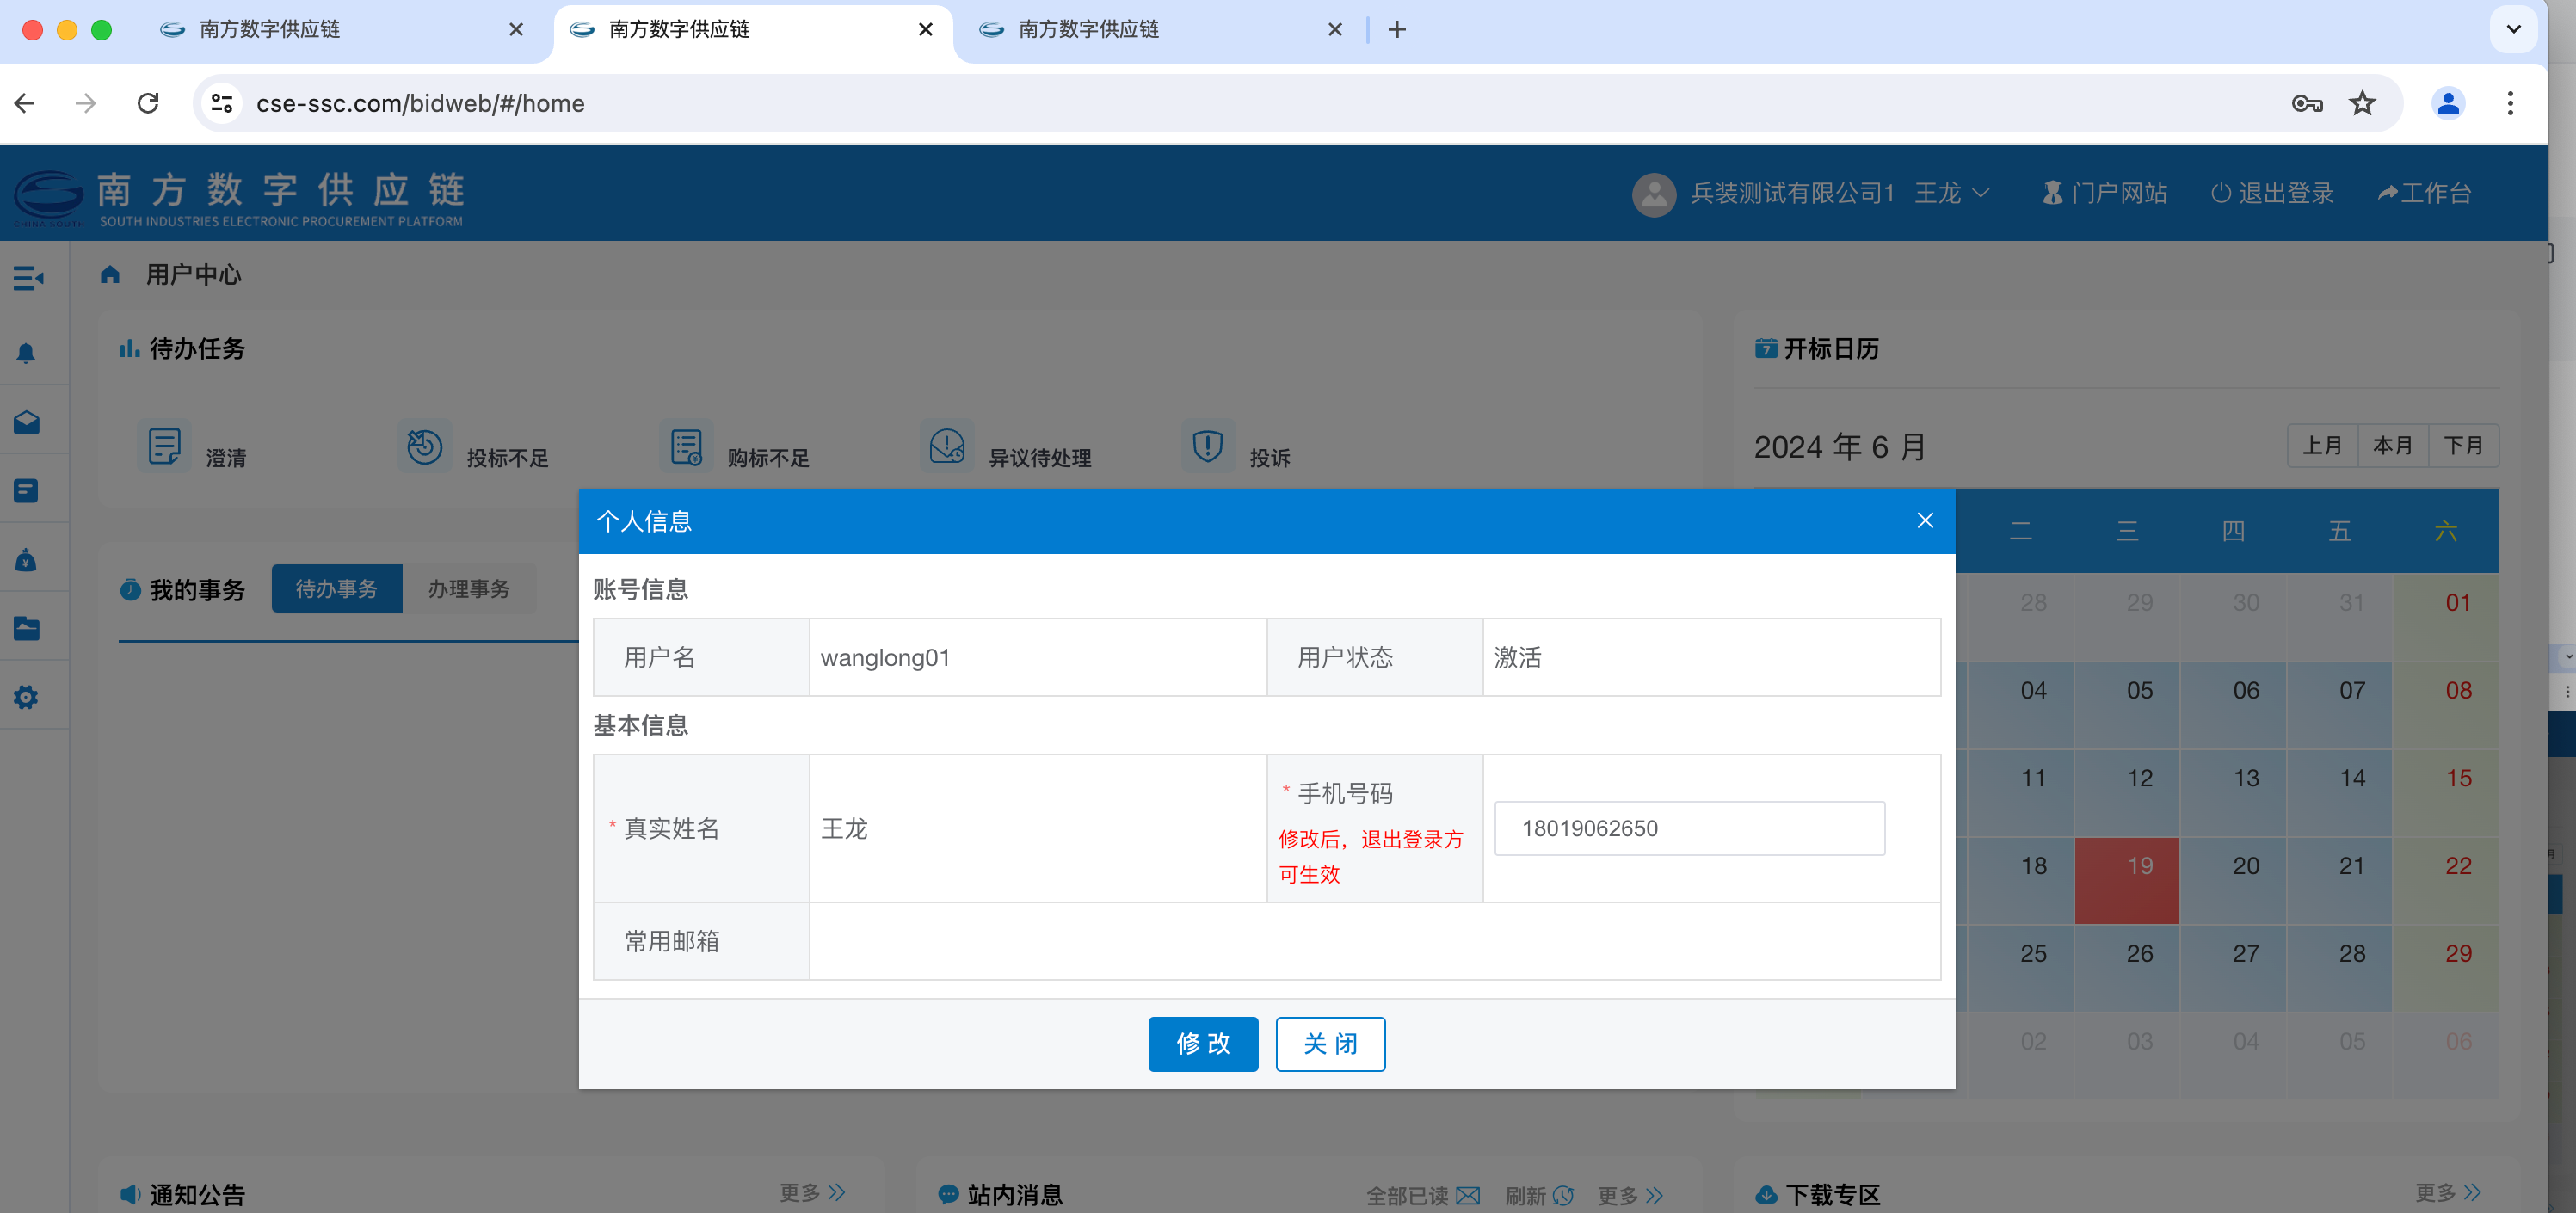 南方数字供应链
南方数字供应链
南方数字供应链
cse-ssc.com/bidweb/#/home
南方数字供应链
SOUTH INDUSTRIES ELECTRONIC PROCUREMENT PLATFORM
CHINA SOUTH
兵装测试有限公司1 王龙
门户网站
退出登录
工作台
用户中心
待办任务
澄清
投标不足
购标不足
异议待处理
投诉
开标日历
2024 年 6 月
上月 本月 下月
二 三 四 五 六
28 29 30 31 01
04 05 06 07 08
11 12 13 14 15
18 19 20 21 22
25 26 27 28 29
02 03 04 05 06
我的事务
待办事务
办理事务
个人信息
账号信息
用户名 wanglong01 用户状态 激活
基本信息
* 真实姓名 王龙
* 手机号码
修改后，退出登录方
可生效
18019062650
常用邮箱
修 改
关 闭
通知公告
更多
站内消息
全部已读
刷新
更多
下载专区
更多